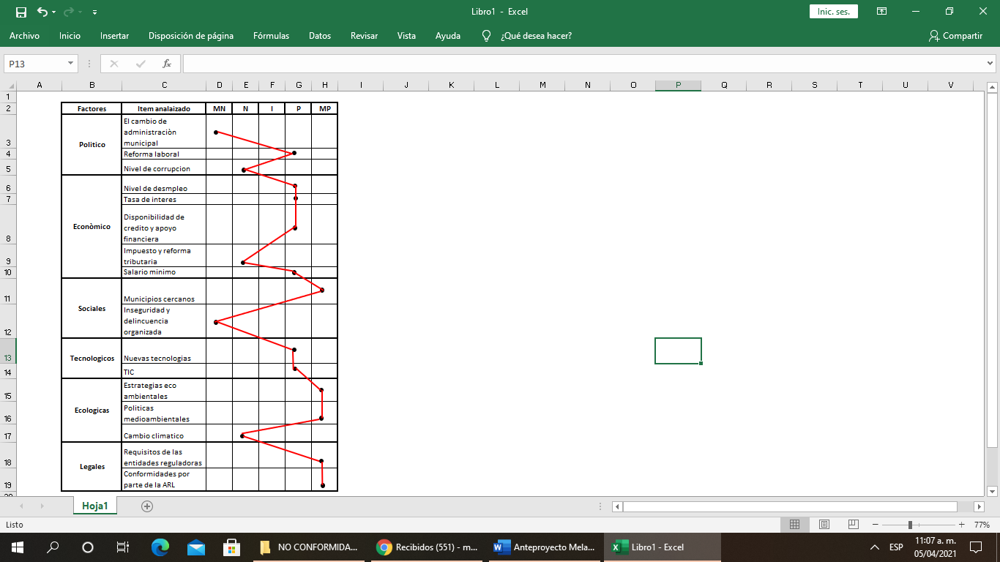 Libro1 - Excel
Inic. ses.
Archivo Inicio Insertar Disposición de página Fórmulas Datos Revisar Vista Ayuda ¿Qué desea hacer? Compartir
P13 fx
A B C D E F G H I J K L M N O P Q R S T U V
1
2 Factores Item analaizado MN N I P MP
El cambio de
administraciòn
3 municipal
Politico
4 Reforma laboral
5 Nivel de corrupcion
6 Nivel de desmpleo
7 Tasa de interes
Econòmico
Disponibilidad de
credito y apoyo
8 financiera
Impuesto y reforma
9 tributaria
10 Salario minimo
11 Municipios cercanos
Sociales
Inseguridad y
delincuencia
12 organizada
13 Tecnologicos Nuevas tecnologias
14 TIC
Estrategias eco
15 ambientales
Ecologicas
Politicas
16 medioambientales
17 Cambio climatico
Requisitos de las
18 entidades reguladoras
Legales
Conformidades por
19 parte de la ARL
20
Hoja1
Listo 77%
NO CONFORMIDA... Recibidos (551) - m... Anteproyecto Mela... Libro1 - Excel ESP 11:07 a. m.
05/04/2021